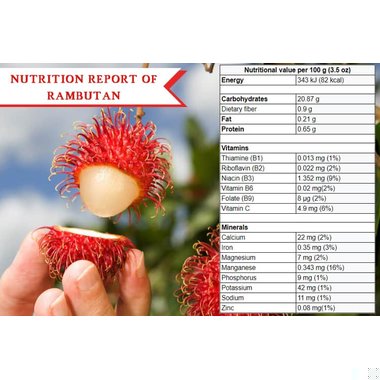 NUTRITION REPORT OF
RAMBUTAN
Nutritional value per 100 g (3.5 oz)
Energy 343 kJ (82 kcal)
Carbohydrates 20.87 g
Dietary fiber 0.9 g
Fat 0.21 g
Protein 0.65 g
Vitamins
Thiamine (B1) 0.013 mg (1%)
Riboflavin (B2) 0.022 mg (2%)
Niacin (B3) 1.352 mg (9%)
Vitamin B6 0.02 mg(2%)
Folate (B9) 8 μg (2%)
Vitamin C 4.9 mg (6%)
Minerals
Calcium 22 mg (2%)
Iron 0.35 mg (3%)
Magnesium 7 mg (2%)
Manganese 0.343 mg (16%)
Phosphorus 9 mg (1%)
Potassium 42 mg (1%)
Sodium 11 mg (1%)
Zinc 0.08 mg(1%)